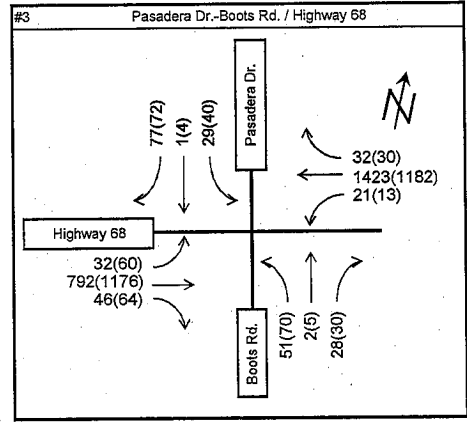 #3 Pasadera Dr.-Boots Rd. / Highway 68
Pasadera Dr.
N
77(72)
1(4)
29(40)
32(30)
1423(1182)
21(13)
Highway 68
32(60)
792(1176)
46(64)
Boots Rd.
51(70)
2(5)
28(30)